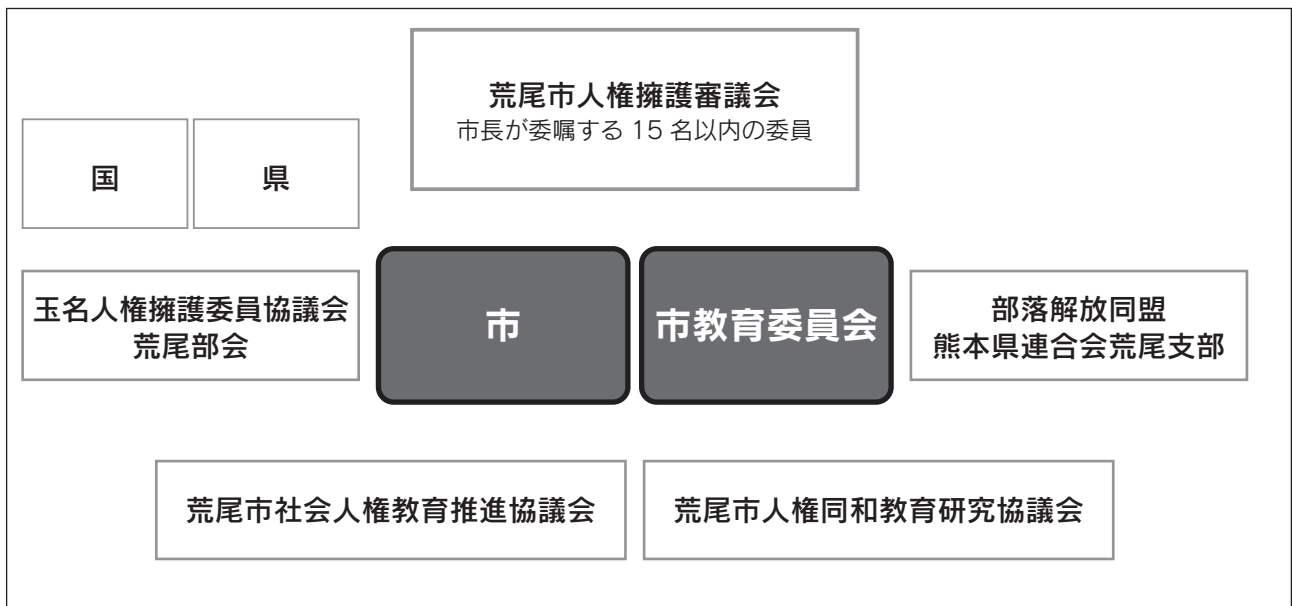 荒尾市人権擁護審議会
市長が委嘱する 15 名以内の委員
国
県
玉名人権擁護委員協議会
荒尾部会
市
市教育委員会
部落解放同盟
熊本県連合会荒尾支部
荒尾市社会人権教育推進協議会
荒尾市人権同和教育研究協議会